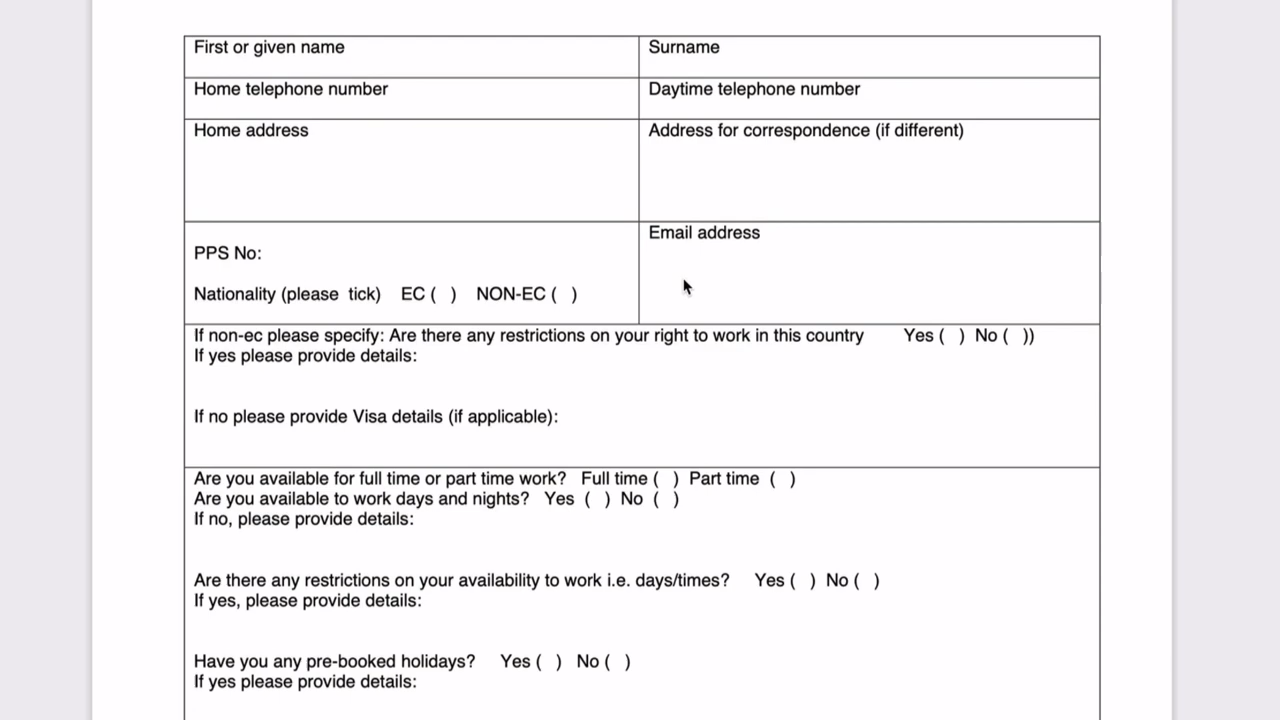 First or given name
Surname
Home telephone number
Daytime telephone number
Home address
Address for correspondence (if different)
Email address
PPS No:
Nationality (please tick) EC ( ) NON-EC ( )
If non-ec please specify: Are there any restrictions on your right to work in this country Yes ( ) No ( ))
If yes please provide details:
If no please provide Visa details (if applicable):
Are you available for full time or part time work? Full time ( ) Part time ( )
Are you available to work days and nights? Yes ( ) No ( )
If no, please provide details:
Are there any restrictions on your availability to work i.e. days/times? Yes ( ) No ( )
If yes, please provide details:
Have you any pre-booked holidays? Yes ( ) No ( )
If yes please provide details: